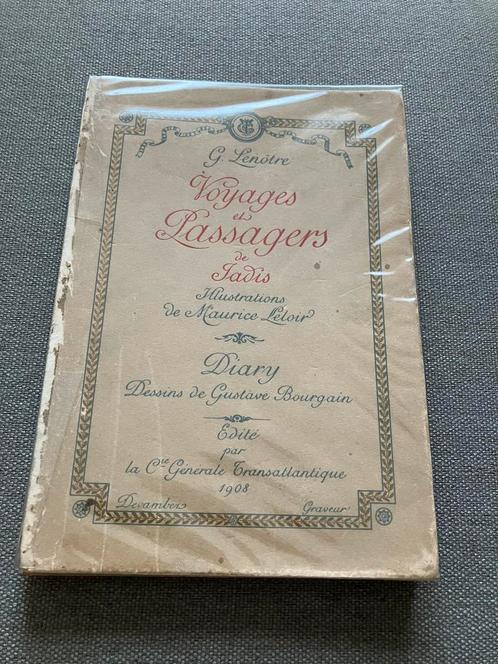 G. Lenôtre
Voyages
et
Passagers
de
Jadis
Illustrations
de Maurice Leloir
Diary
Dessins de Gustave Bourgain
Edité
par
la Cie Générale Transatlantique
1908
Devambez Graveur